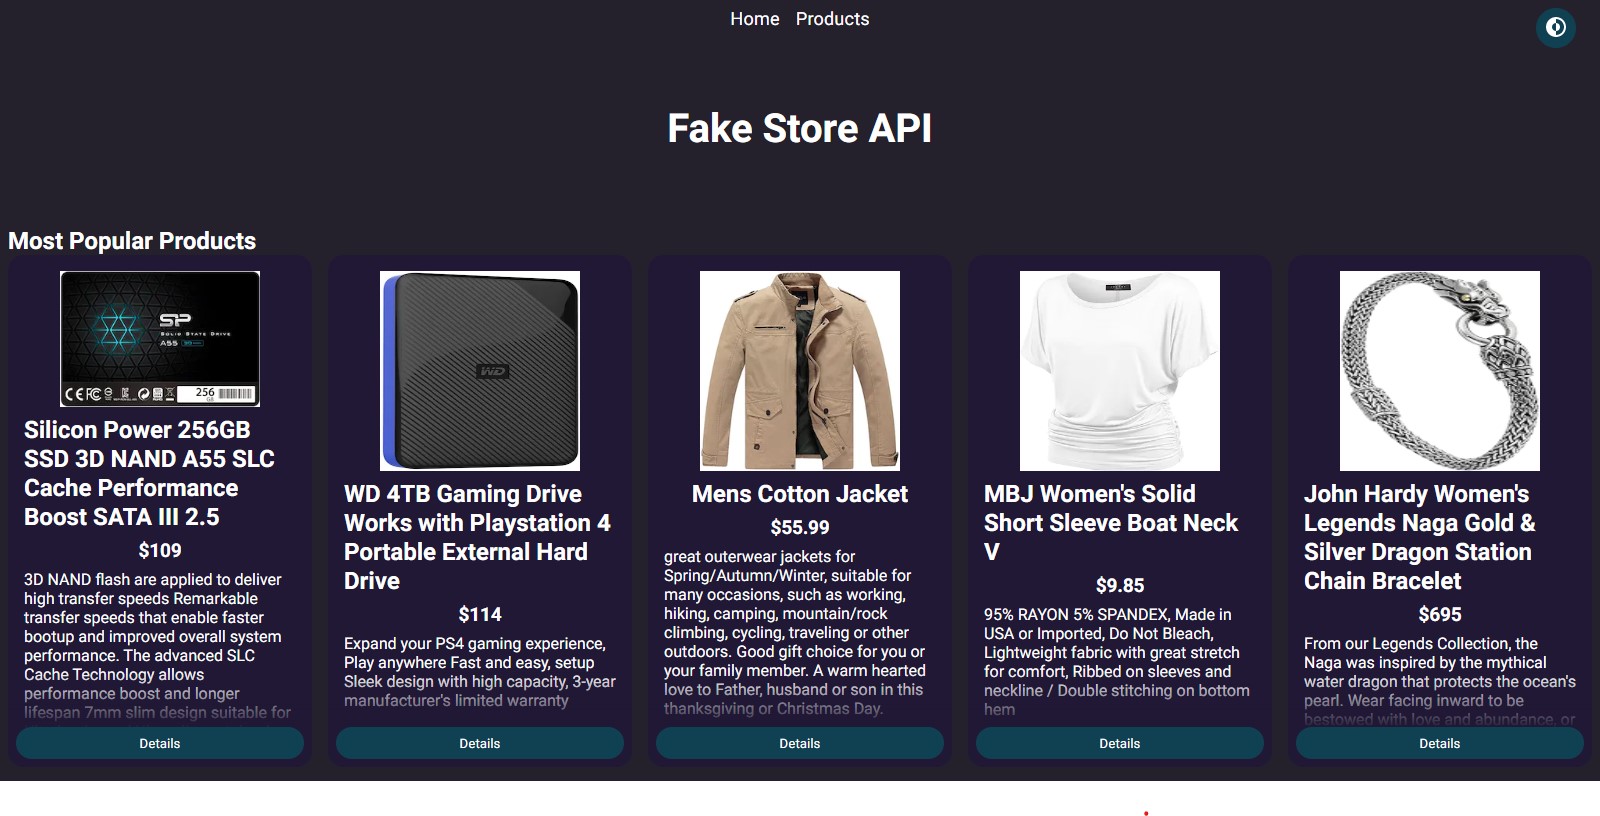 Home Products
Fake Store API
Most Popular Products
SP
SOLID STATE DRIVE
A55
256
GB
Silicon Power 256GB
SSD 3D NAND A55 SLC
Cache Performance
Boost SATA III 2.5
$109
3D NAND flash are applied to deliver
high transfer speeds Remarkable
transfer speeds that enable faster
bootup and improved overall system
performance. The advanced SLC
Cache Technology allows
performance boost and longer
lifespan 7mm slim design suitable for
Details
WD
WD 4TB Gaming Drive
Works with Playstation 4
Portable External Hard
Drive
$114
Expand your PS4 gaming experience,
Play anywhere Fast and easy, setup
Sleek design with high capacity, 3-year
manufacturer's limited warranty
Details
Mens Cotton Jacket
$55.99
great outerwear jackets for
Spring/Autumn/Winter, suitable for
many occasions, such as working,
hiking, camping, mountain/rock
climbing, cycling, traveling or other
outdoors. Good gift choice for you or
your family member. A warm hearted
love to Father, husband or son in this
thanksgiving or Christmas Day.
Details
MBJ Women's Solid
Short Sleeve Boat Neck
V
$9.85
95% RAYON 5% SPANDEX, Made in
USA or Imported, Do Not Bleach,
Lightweight fabric with great stretch
for comfort, Ribbed on sleeves and
neckline / Double stitching on bottom
hem
Details
John Hardy Women's
Legends Naga Gold &
Silver Dragon Station
Chain Bracelet
$695
From our Legends Collection, the
Naga was inspired by the mythical
water dragon that protects the ocean's
pearl. Wear facing inward to be
bestowed with love and abundance, or
Details